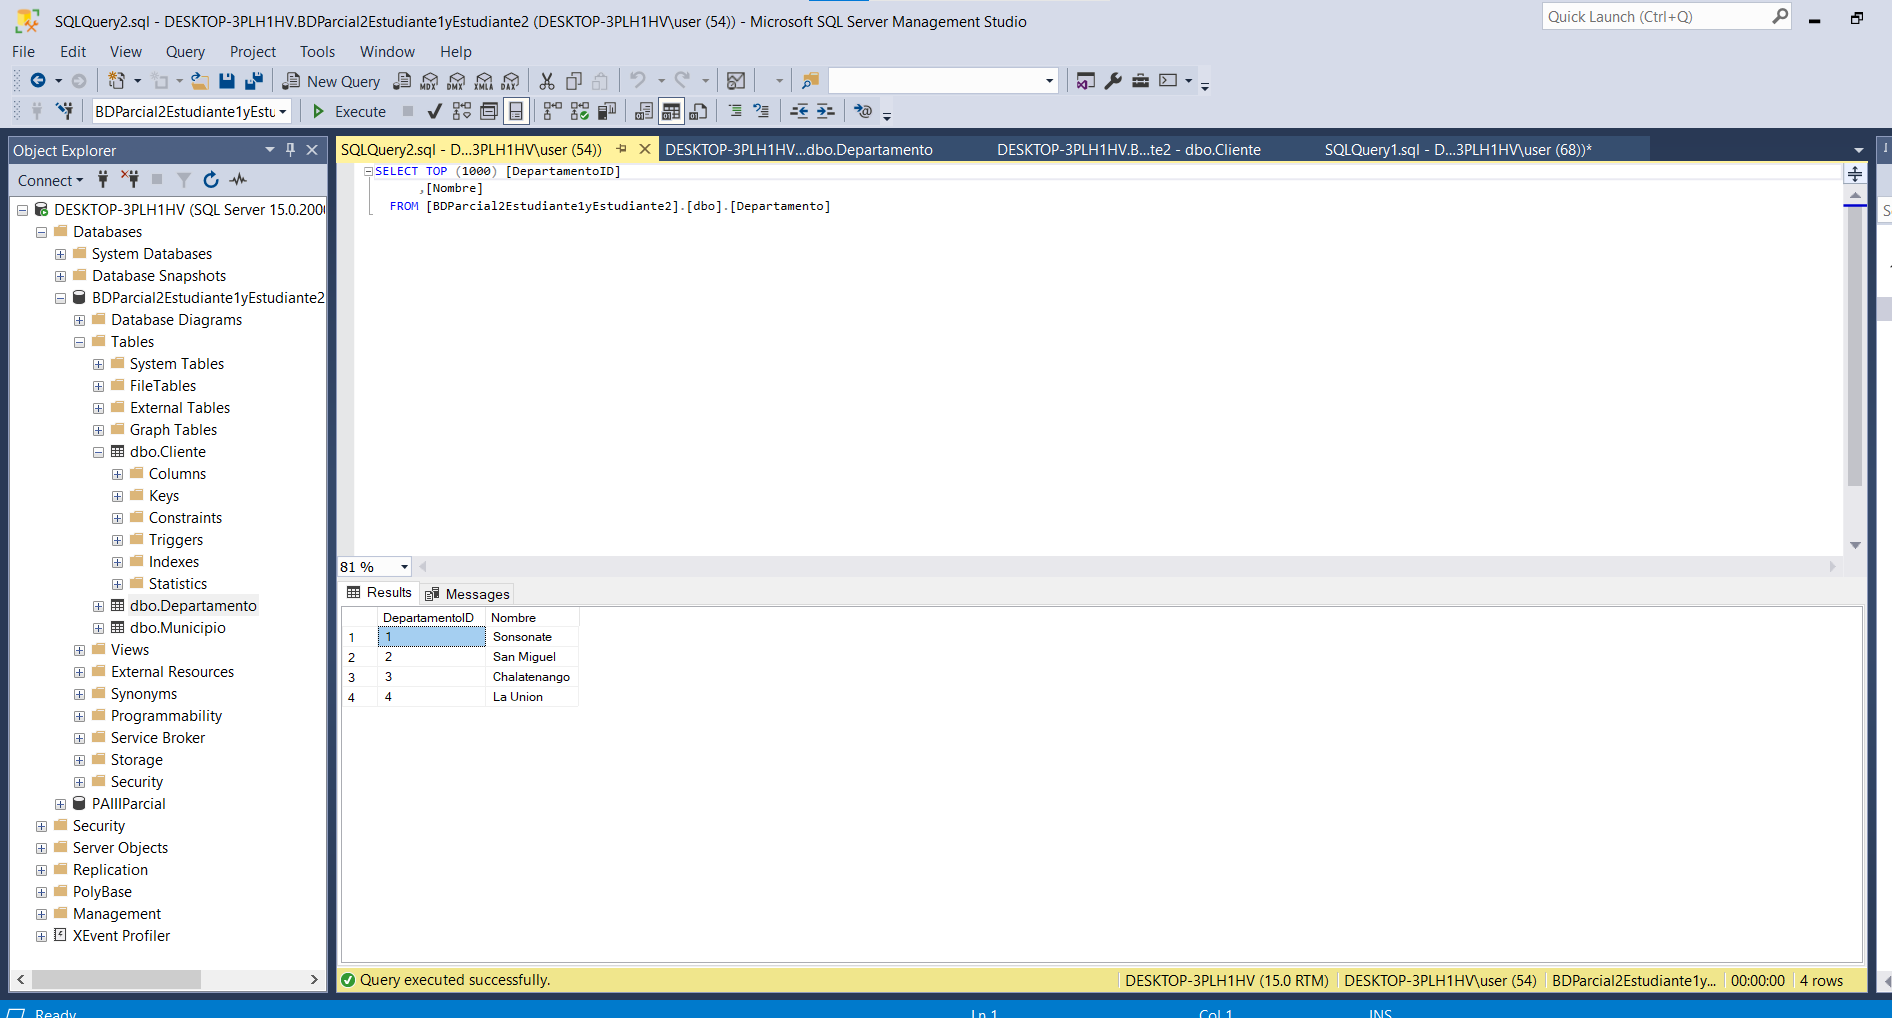 SQLQuery2.sql - DESKTOP-3PLH1HV.BDParcial2Estudiante1yEstudiante2 (DESKTOP-3PLH1HV\user (54)) - Microsoft SQL Server Management Studio
Quick Launch (Ctrl+Q)
File Edit View Query Project Tools Window Help
New Query MDX DMX XMLA DAX
BDParcial2Estudiante1yEstu Execute
Object Explorer
Connect
DESKTOP-3PLH1HV (SQL Server 15.0.200
Databases
System Databases
Database Snapshots
BDParcial2Estudiante1yEstudiante2
Database Diagrams
Tables
System Tables
FileTables
External Tables
Graph Tables
dbo.Cliente
Columns
Keys
Constraints
Triggers
Indexes
Statistics
dbo.Departamento
dbo.Municipio
Views
External Resources
Synonyms
Programmability
Service Broker
Storage
Security
PAIIIParcial
Security
Server Objects
Replication
PolyBase
Management
XEvent Profiler
SQLQuery2.sql - D...3PLH1HV\user (54)) DESKTOP-3PLH1HV...dbo.Departamento DESKTOP-3PLH1HV.B...te2 - dbo.Cliente SQLQuery1.sql - D...3PLH1HV\user (68))*
SELECT TOP (1000) [DepartamentoID]
,[Nombre]
FROM [BDParcial2Estudiante1yEstudiante2].[dbo].[Departamento]
81 %
Results Messages
DepartamentoID Nombre
1 1 Sonsonate
2 2 San Miguel
3 3 Chalatenango
4 4 La Union
Query executed successfully. DESKTOP-3PLH1HV (15.0 RTM) DESKTOP-3PLH1HV\user (54) BDParcial2Estudiante1y... 00:00:00 4 rows
Ready Ln 1 Col 1 INS